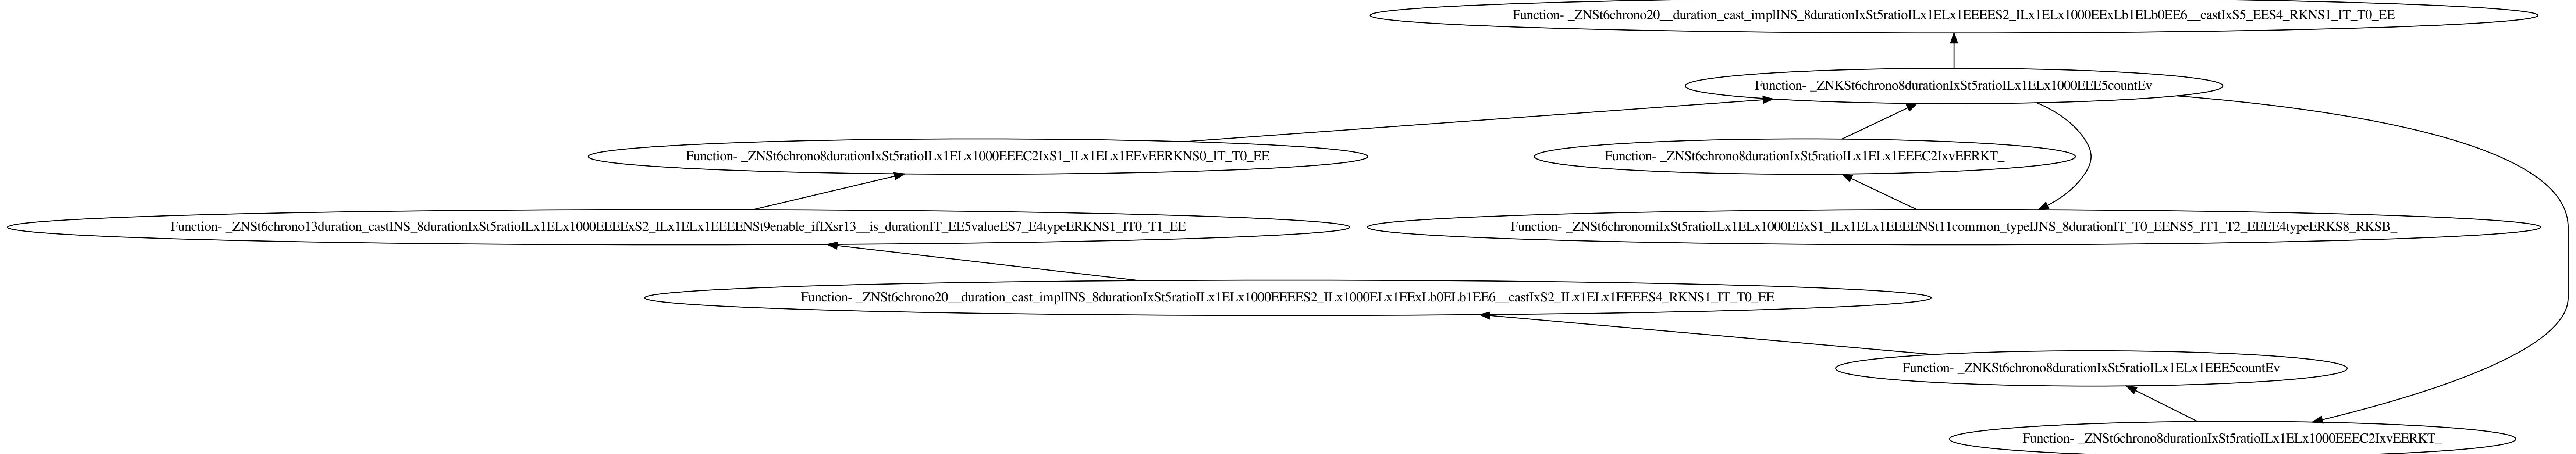 Function- _ZNSt6chrono20__duration_cast_implINS_8durationIxSt5ratioILx1ELx1EEEES2_ILx1ELx1000EExLb1ELb0EE6__castIxS5_EES4_RKNS1_IT_T0_EE
Function- _ZNKSt6chrono8durationIxSt5ratioILx1ELx1000EEE5countEv
Function- _ZNSt6chrono8durationIxSt5ratioILx1ELx1000EEEC2IxS1_ILx1ELx1EEvEERKNS0_IT_T0_EE
Function- _ZNSt6chrono8durationIxSt5ratioILx1ELx1EEEC2IxvEERKT_
Function- _ZNSt6chrono13duration_castINS_8durationIxSt5ratioILx1ELx1000EEEExS2_ILx1ELx1EEEENSt9enable_ifIXsr13__is_durationIT_EE5valueES7_E4typeERKNS1_IT0_T1_EE
Function- _ZNSt6chronomiIxSt5ratioILx1ELx1000EExS1_ILx1ELx1EEEENSt11common_typeIJNS_8durationIT_T0_EENS5_IT1_T2_EEEE4typeERKS8_RKSB_
Function- _ZNSt6chrono20__duration_cast_implINS_8durationIxSt5ratioILx1ELx1000EEEES2_ILx1000ELx1EExLb0ELb1EE6__castIxS2_ILx1ELx1EEEES4_RKNS1_IT_T0_EE
Function- _ZNKSt6chrono8durationIxSt5ratioILx1ELx1EEE5countEv
Function- _ZNSt6chrono8durationIxSt5ratioILx1ELx1000EEEC2IxvEERKT_